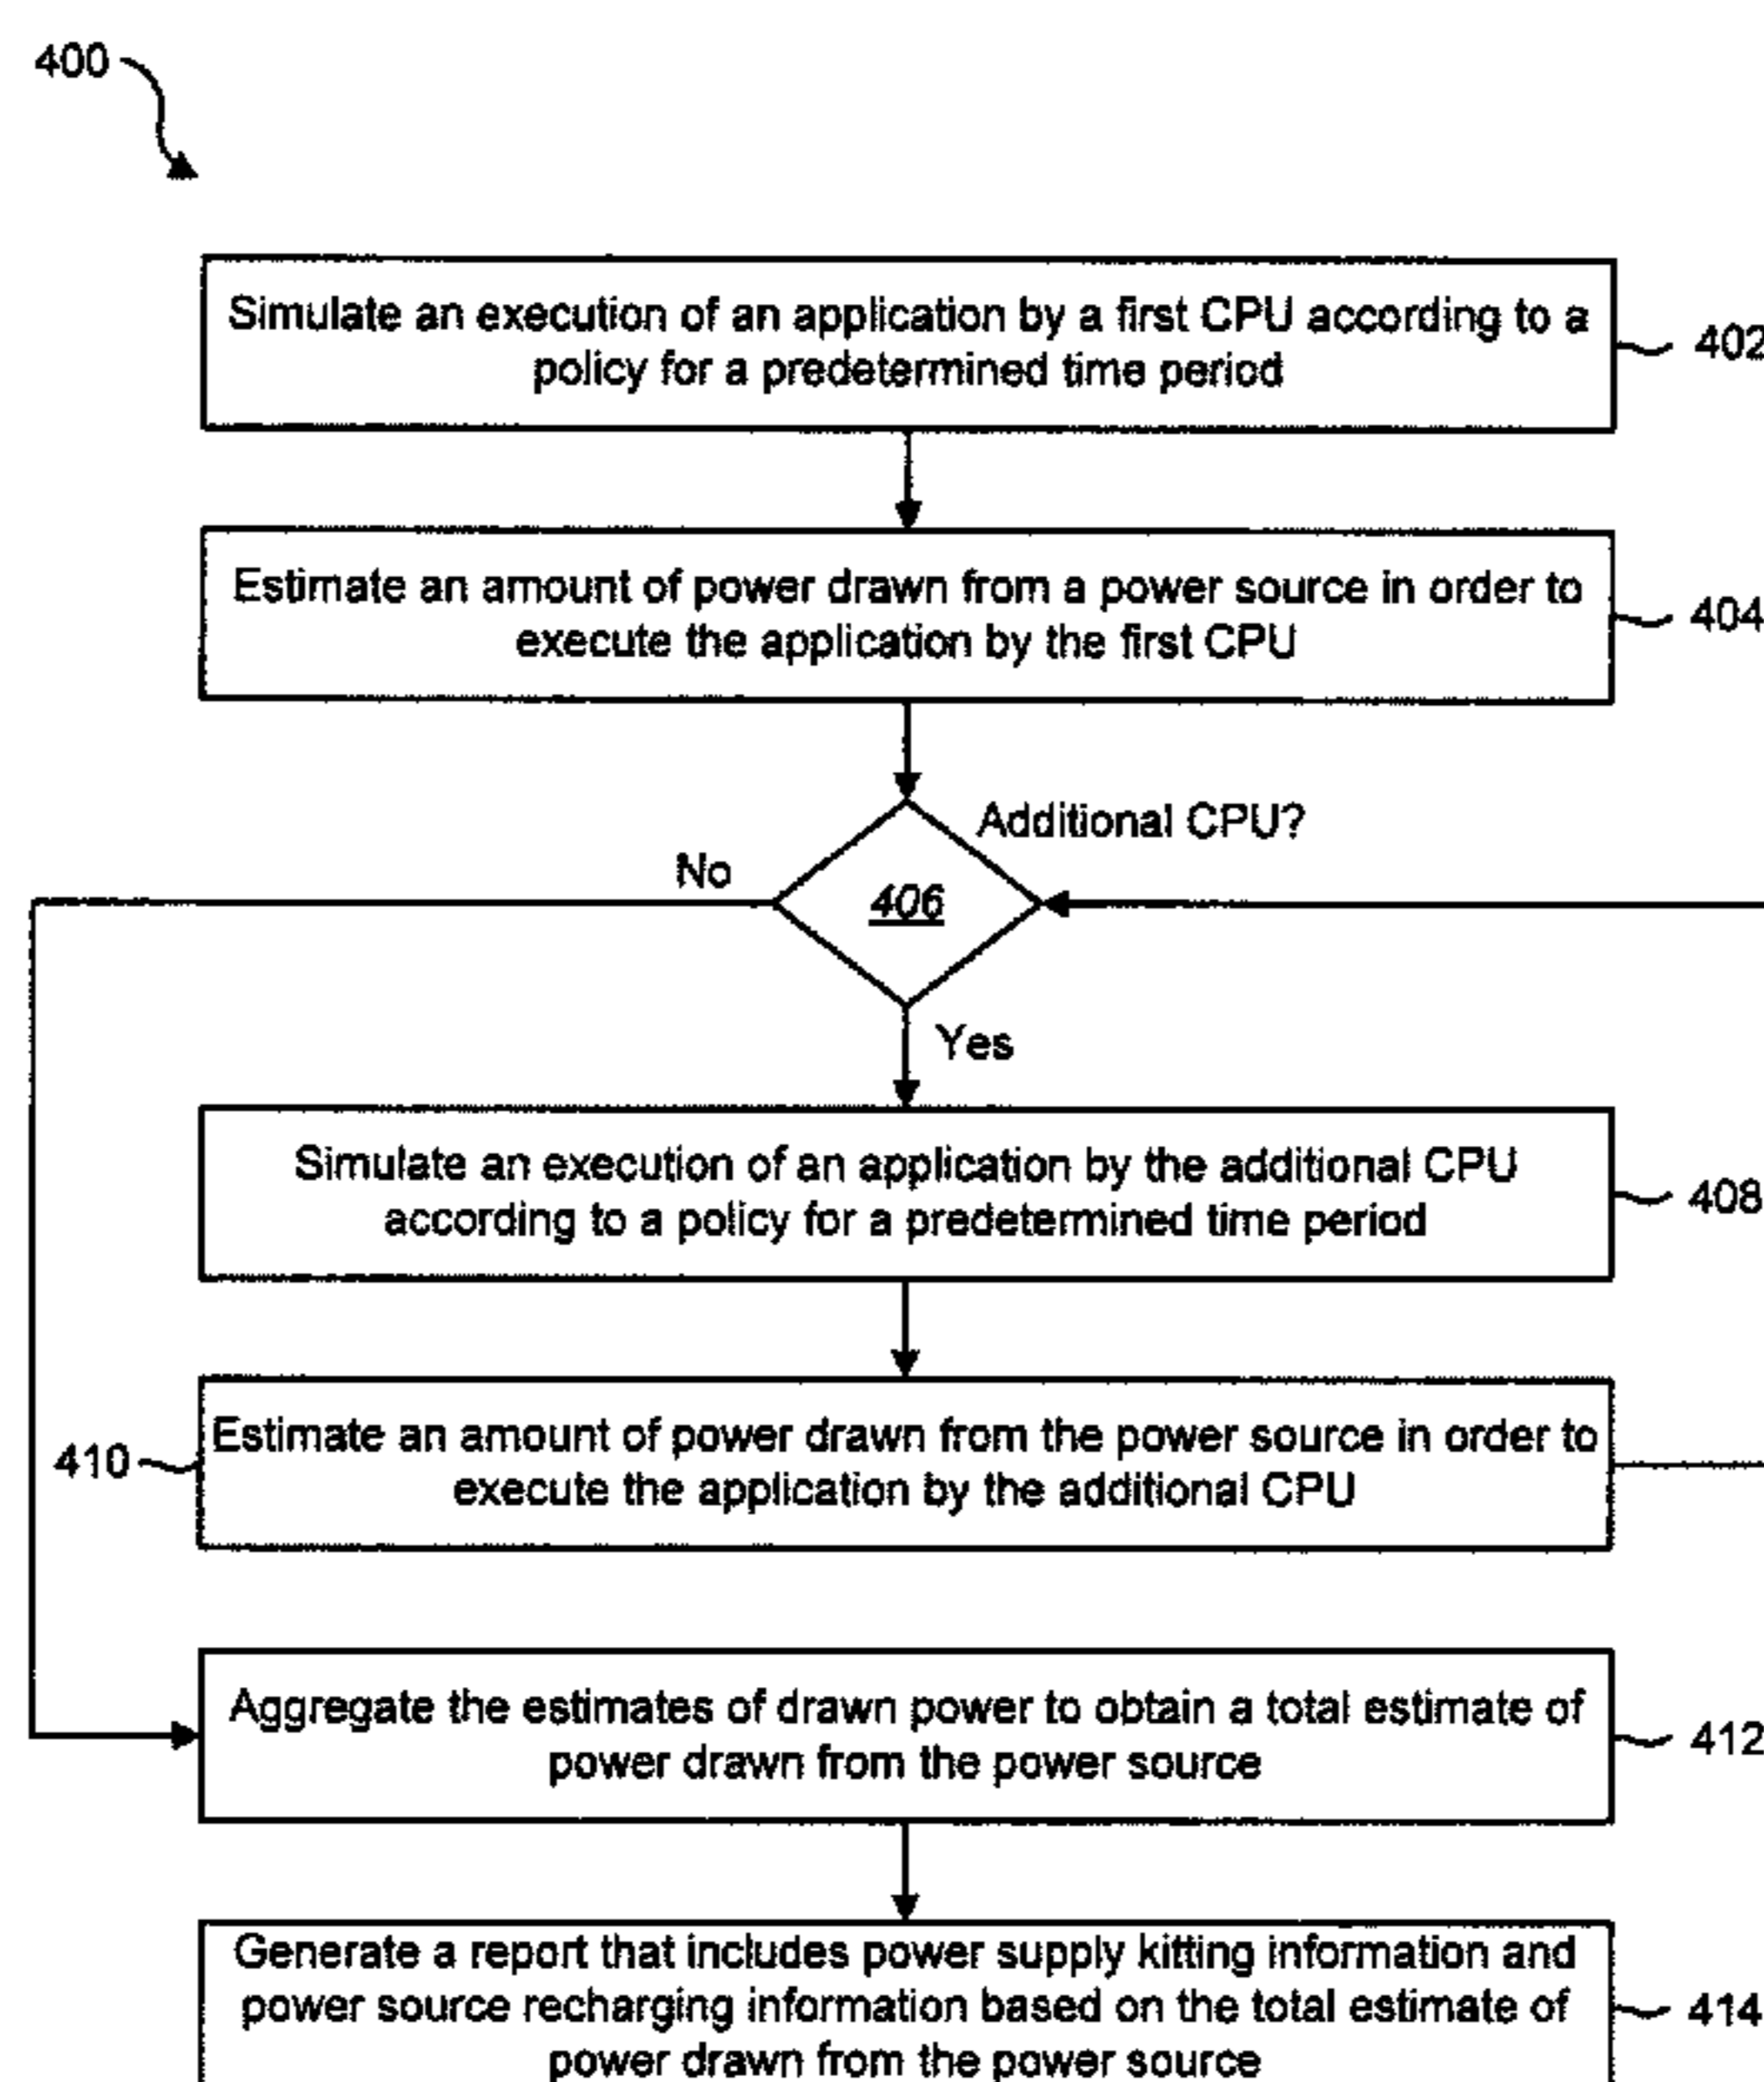 400
Simulate an execution of an application by a first CPU according to a
policy for a predetermined time period
402
Estimate an amount of power drawn from a power source in order to
execute the application by the first CPU
404
Additional CPU?
No
406
Yes
Simulate an execution of an application by the additional CPU
according to a policy for a predetermined time period
408
410
Estimate an amount of power drawn from the power source in order to
execute the application by the additional CPU
Aggregate the estimates of drawn power to obtain a total estimate of
power drawn from the power source
412
Generate a report that includes power supply kitting information and
power source recharging information based on the total estimate of
power drawn from the power source
414